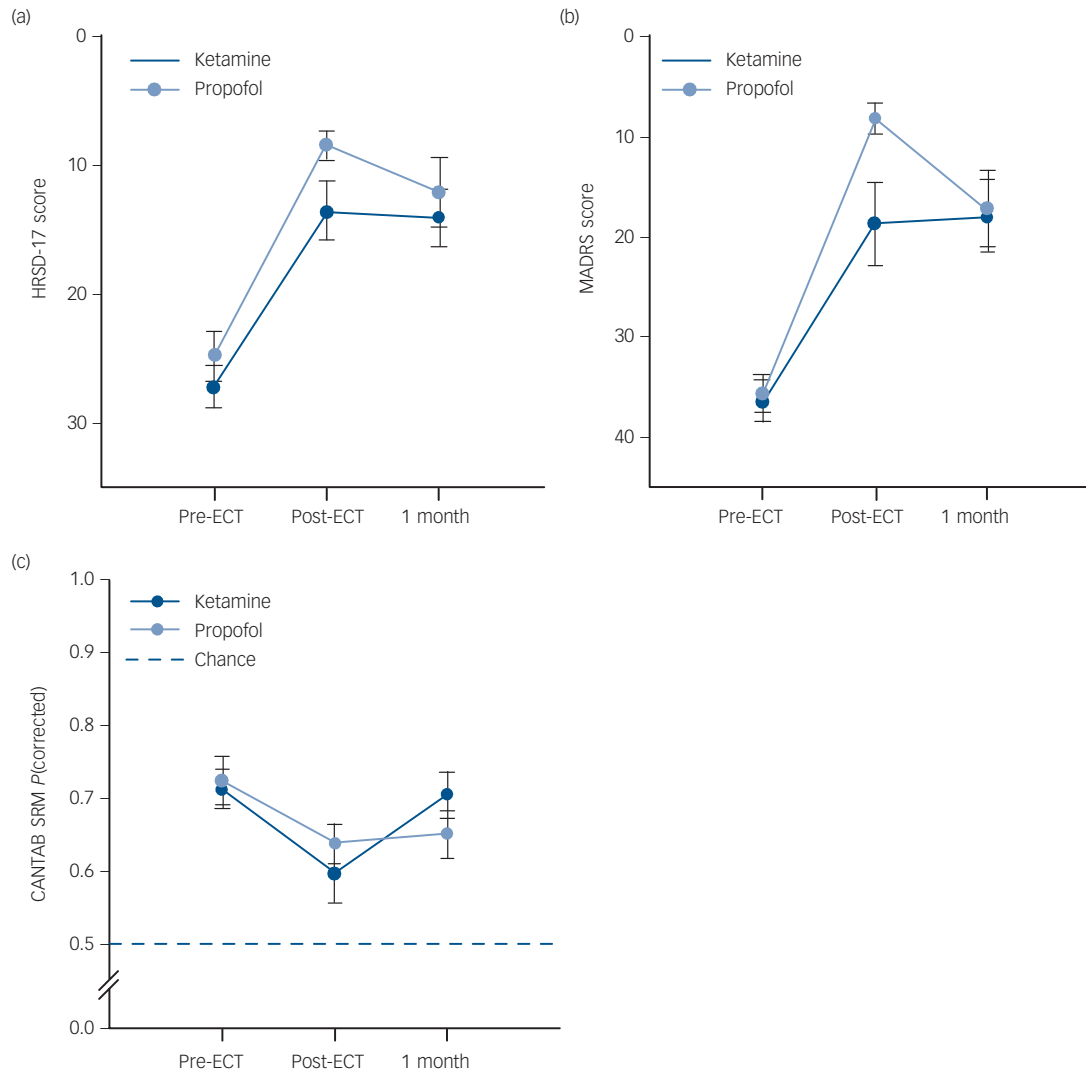 (a)
0
Ketamine
Propofol
10
20
30
HRSD-17 score
Pre-ECT Post-ECT 1 month
(b)
0
Ketamine
Propofol
10
20
30
40
MADRS score
Pre-ECT Post-ECT 1 month
(c)
1.0
Ketamine
Propofol
Chance
0.9
0.8
0.7
0.6
0.5
0.0
CANTAB SRM P(corrected)
Pre-ECT Post-ECT 1 month